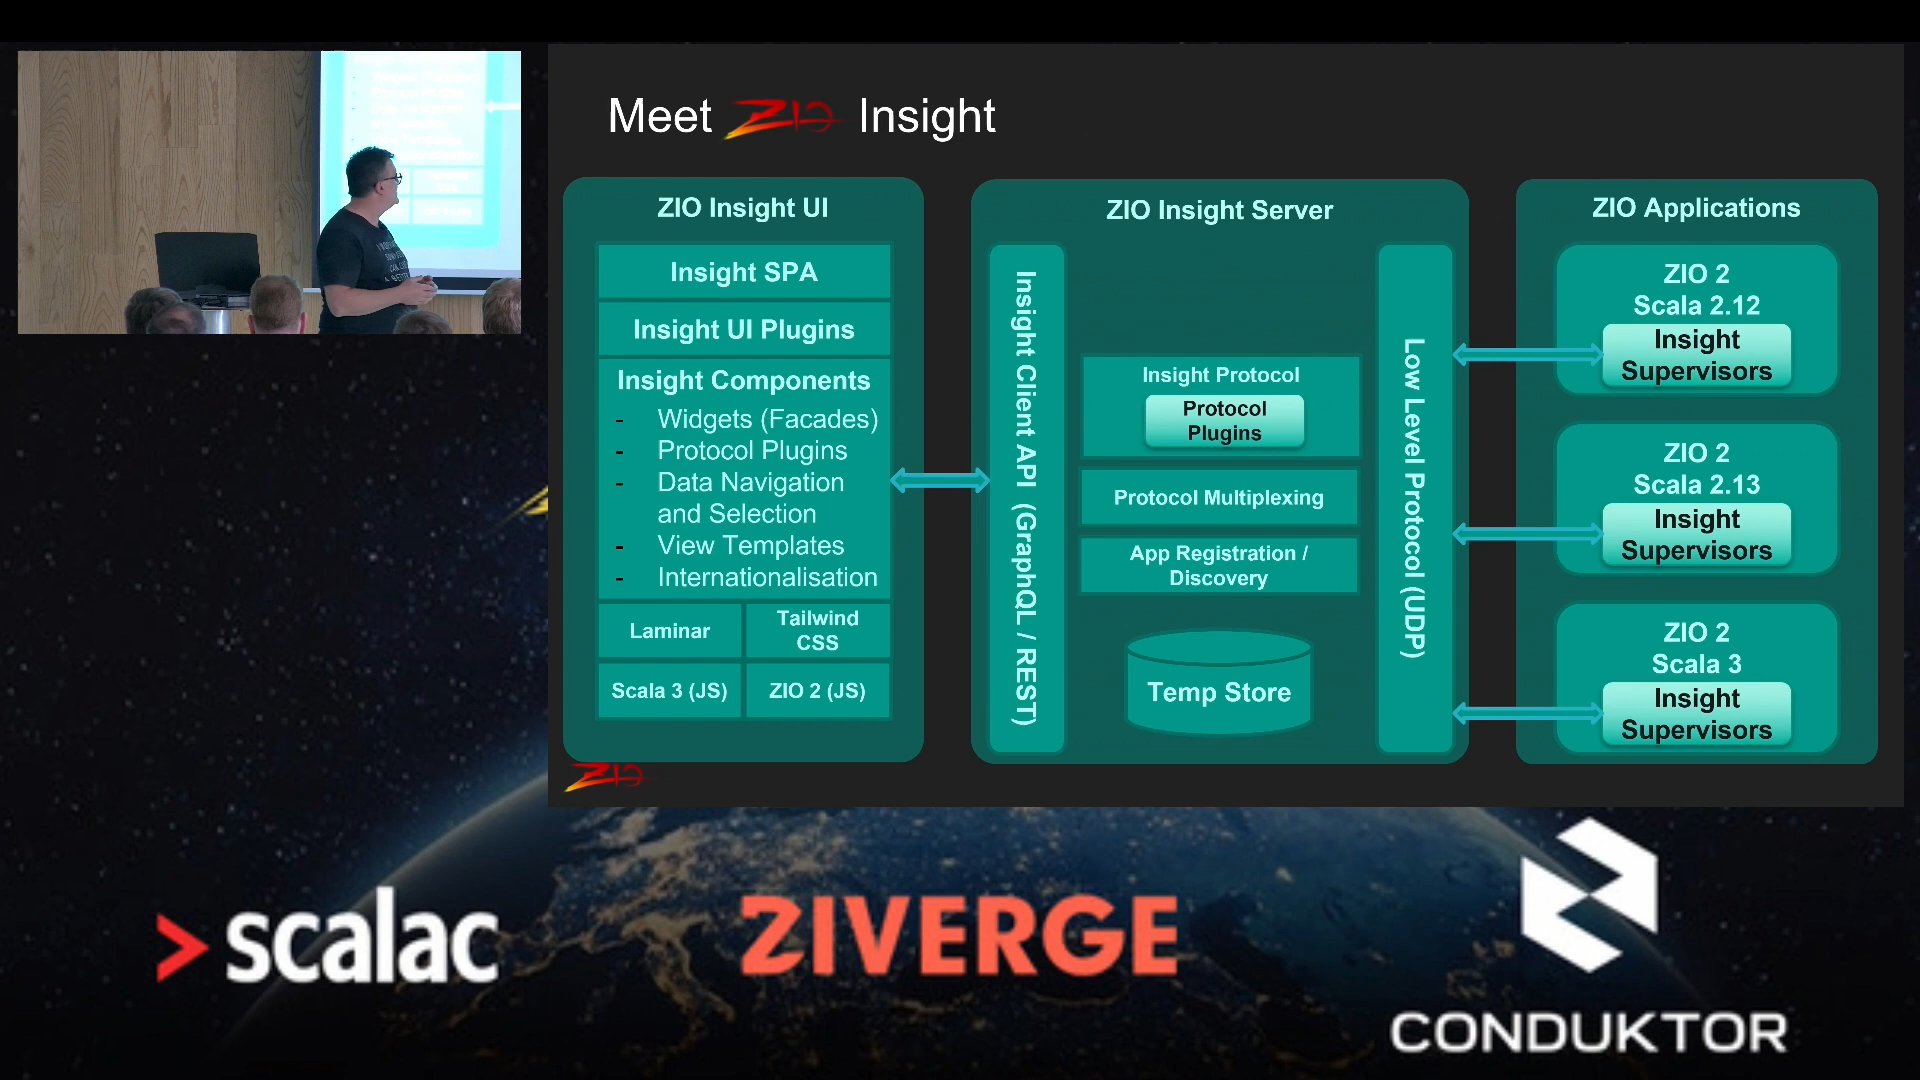 Meet ZIO Insight
ZIO Insight UI
Insight SPA
Insight UI Plugins
Insight Components
- Widgets (Facades)
- Protocol Plugins
- Data Navigation
and Selection
- View Templates
- Internationalisation
Laminar
Tailwind
CSS
Scala 3 (JS)
ZIO 2 (JS)
ZIO Insight Server
Insight Client API (GraphQL / REST)
Insight Protocol
Protocol
Plugins
Protocol Multiplexing
App Registration /
Discovery
Temp Store
Low Level Protocol (UDP)
ZIO Applications
ZIO 2
Scala 2.12
Insight
Supervisors
ZIO 2
Scala 2.13
Insight
Supervisors
ZIO 2
Scala 3
Insight
Supervisors
ZIO
scalac
ZIVERGE
CONDUKTOR